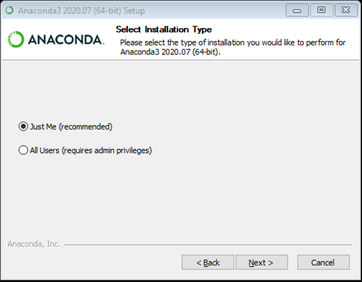 Anaconda3 2020.07 (64-bit) Setup
ANACONDA.
Select Installation Type
Please select the type of installation you would like to perform for
Anaconda3 2020.07 (64-bit).
Just Me (recommended)
All Users (requires admin privileges)
Anaconda, Inc.
< Back
Next >
Cancel